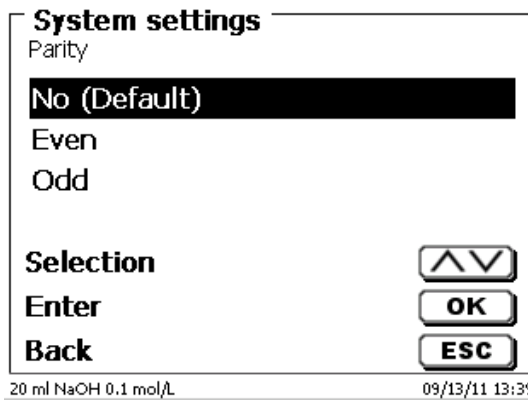 System settings
Parity
No (Default)
Even
Odd
Selection
Enter OK
Back ESC
20 ml NaOH 0.1 mol/L 09/13/11 13:39